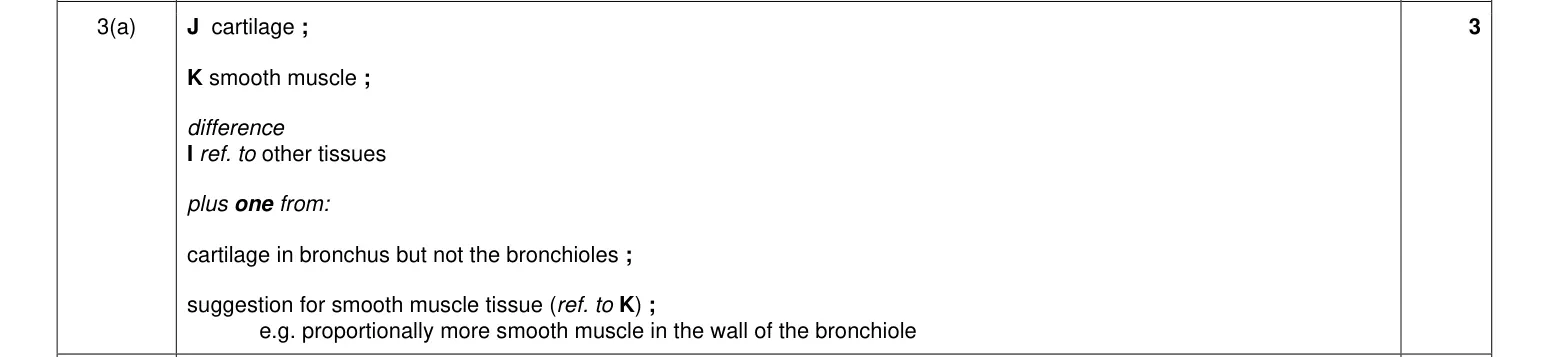 3(a) J cartilage ; 3
K smooth muscle ;
difference
I ref. to other tissues
plus one from:
cartilage in bronchus but not the bronchioles ;
suggestion for smooth muscle tissue (ref. to K) ;
e.g. proportionally more smooth muscle in the wall of the bronchiole